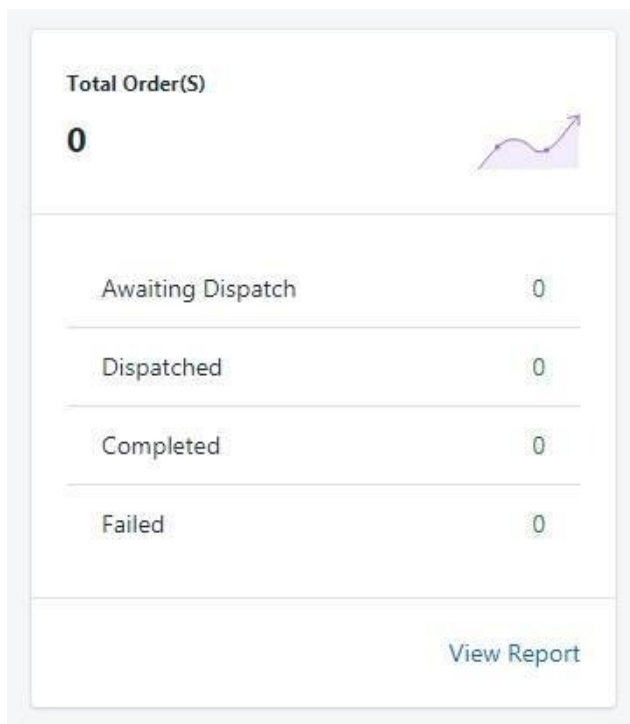 Total Order(S)
0
Awaiting Dispatch 0
Dispatched 0
Completed 0
Failed 0
View Report